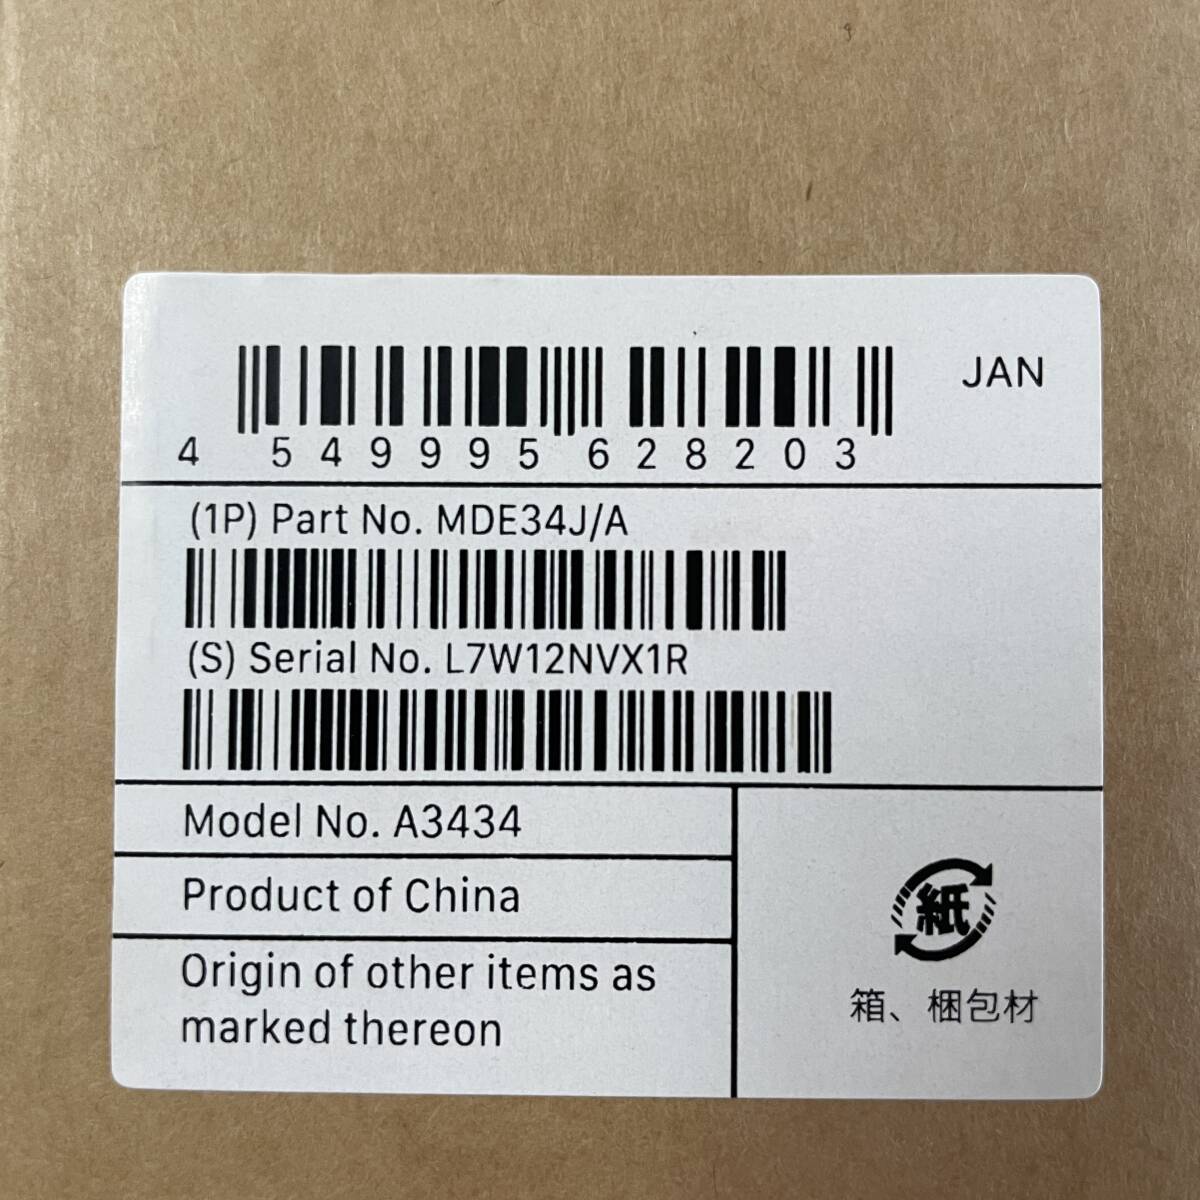 JAN
4 549995 628203
(1P) Part No. MDE34J/A
(S) Serial No. L7W12NVX1R
Model No. A3434
Product of China
Origin of other items as
marked thereon
紙
箱、梱包材